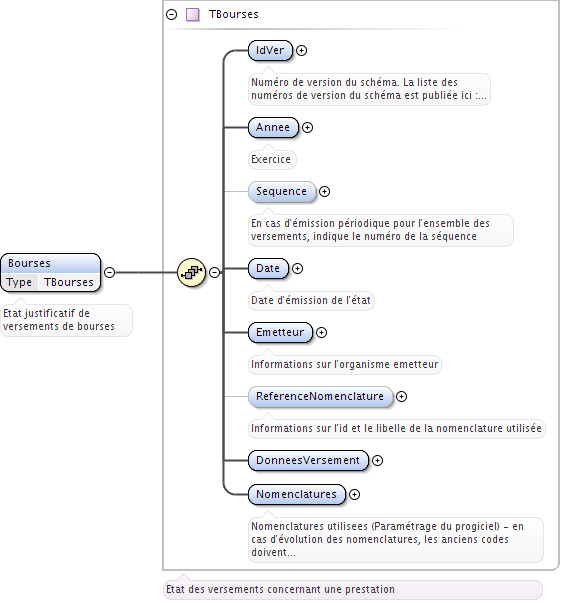 TBourses
IdVer
Numéro de version du schéma. La liste des
numéros de version du schéma est publiée ici :...
Annee
Exercice
Sequence
En cas d'émission périodique pour l'ensemble des
versements, indique le numéro de la séquence
Bourses
Type TBourses
Etat justificatif de
versements de bourses
Date
Date d'émission de l'état
Emetteur
Informations sur l'organisme emetteur
ReferenceNomenclature
Informations sur l'id et le libelle de la nomenclature utilisée
DonneesVersement
Nomenclatures
Nomenclatures utilisees (Paramétrage du progiciel) – en
cas d'évolution des nomenclatures, les anciens codes
doivent...
Etat des versements concernant une prestation